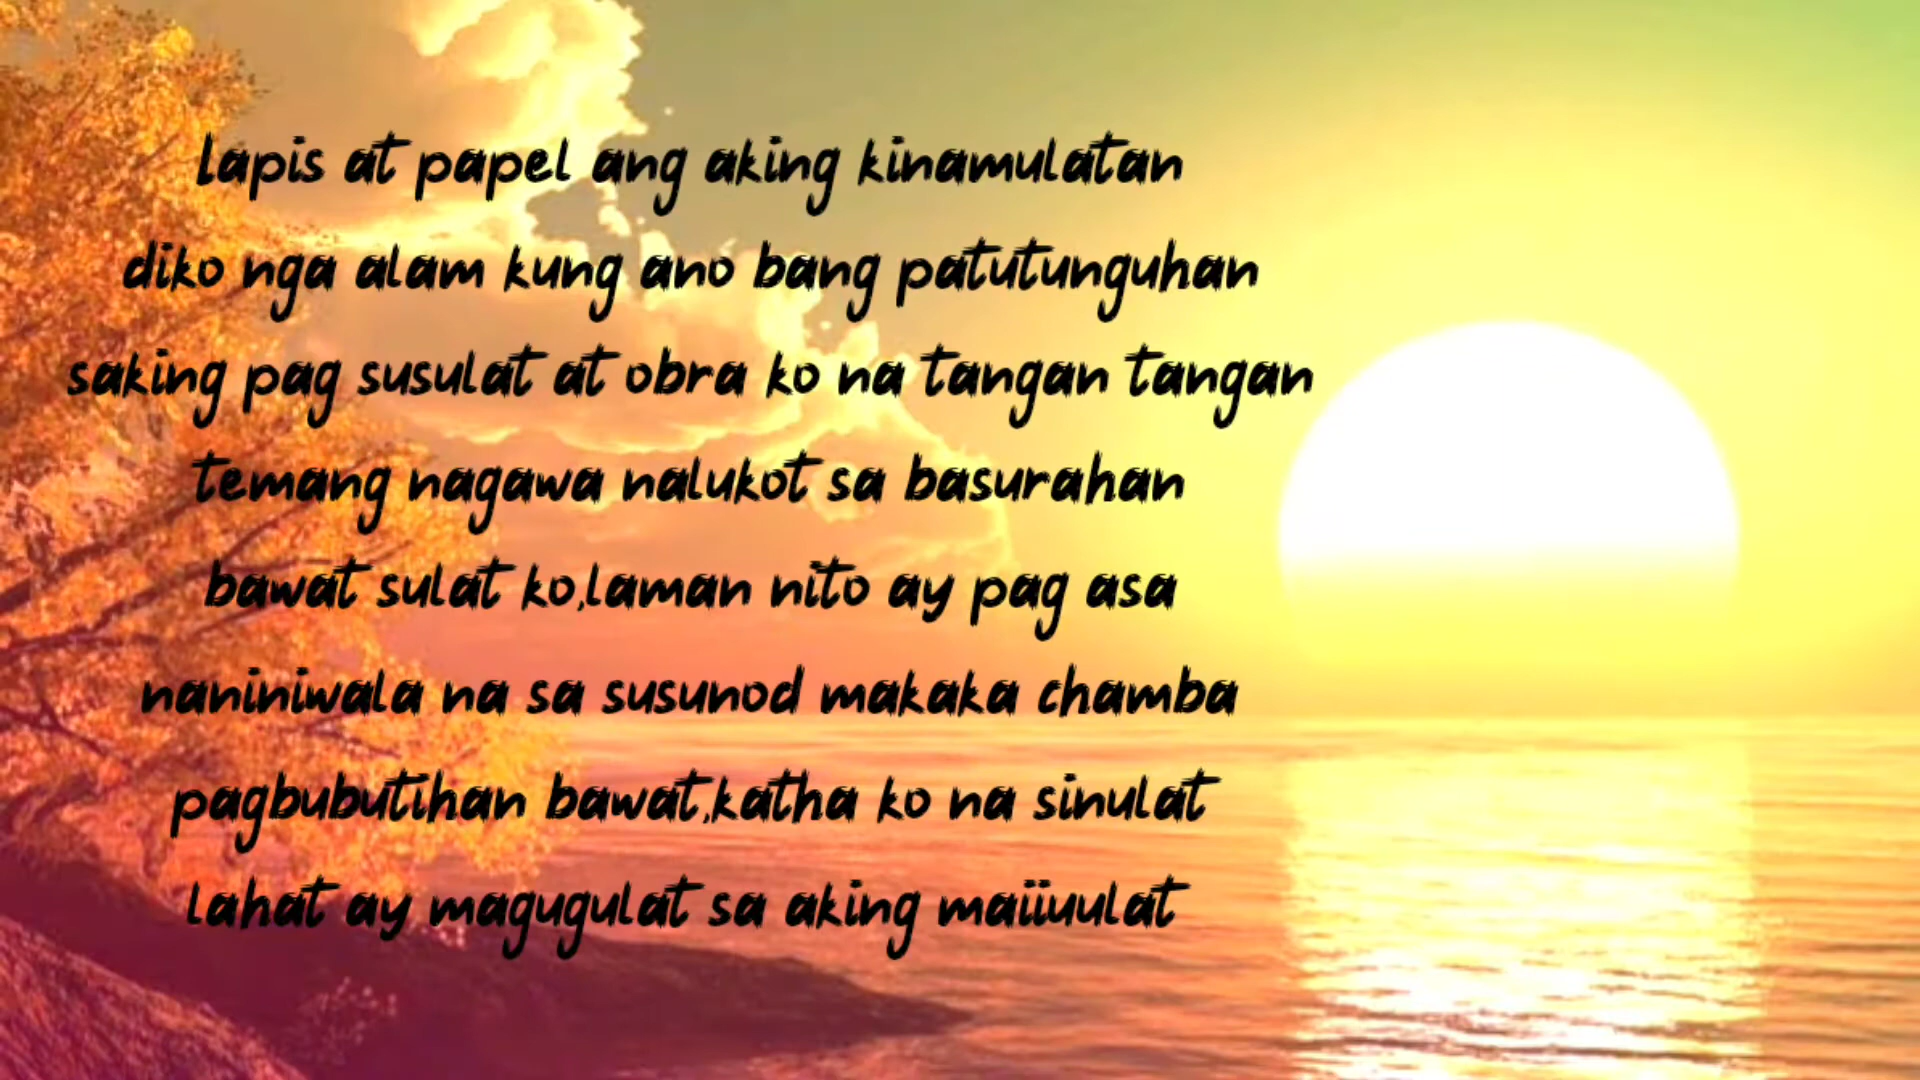 lapis at papel ang aking kinamulatan
diko nga alam kung ano bang patutunguhan
saking pag susulat at obra ko na tangan tangan
temang nagawa nalukot sa basurahan
bawat sulat ko,laman nito ay pag asa
naniniwala na sa susunod makaka chamba
pagbubutihan bawat,katha ko na sinulat
lahat ay magugulat sa aking maiiuulat